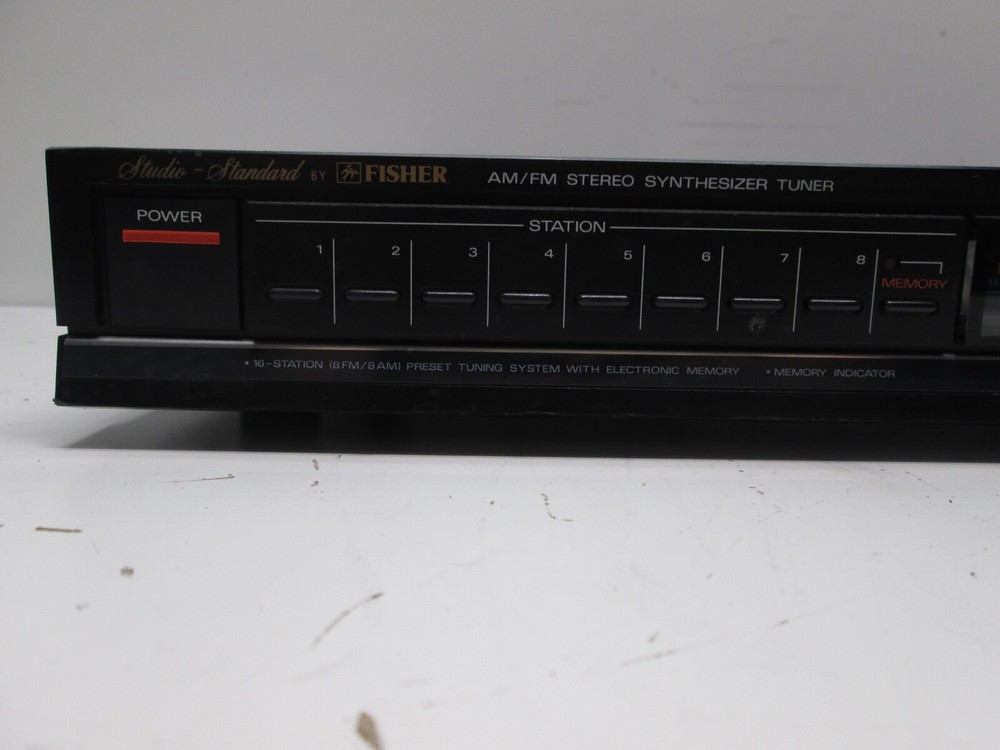 Studio-Standard BY FISHER AM/FM STEREO SYNTHESIZER TUNER
POWER
STATION
1 2 3 4 5 6 7 8
MEMORY
▪ 16-STATION (8FM/8AM) PRESET TUNING SYSTEM WITH ELECTRONIC MEMORY ▪ MEMORY INDICATOR